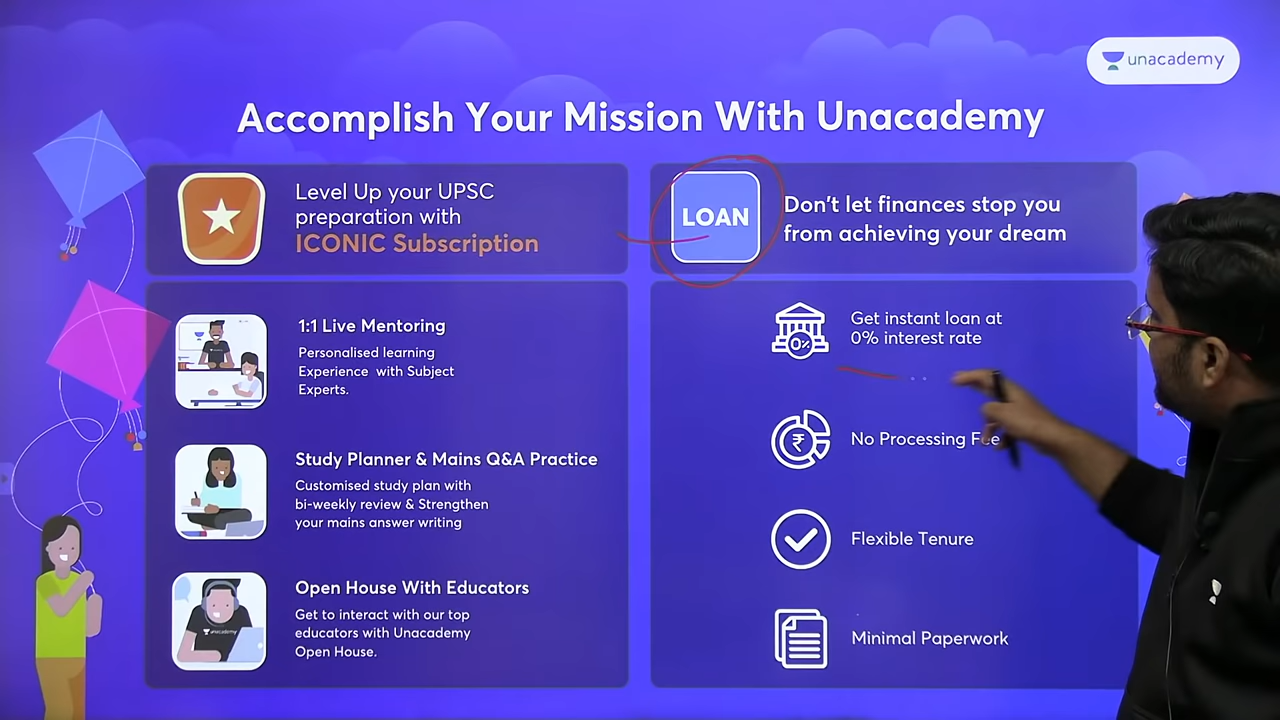 unacademy
Accomplish Your Mission With Unacademy
Level Up your UPSC
preparation with
ICONIC Subscription
1:1 Live Mentoring
Personalised learning
Experience with Subject
Experts.
Study Planner & Mains Q&A Practice
Customised study plan with
bi-weekly review & Strengthen
your mains answer writing
Open House With Educators
Get to interact with our top
educators with Unacademy
Open House.
LOAN
Don't let finances stop you
from achieving your dream
0%
Get instant loan at
0% interest rate
₹
No Processing Fee
Flexible Tenure
Minimal Paperwork
unacademy